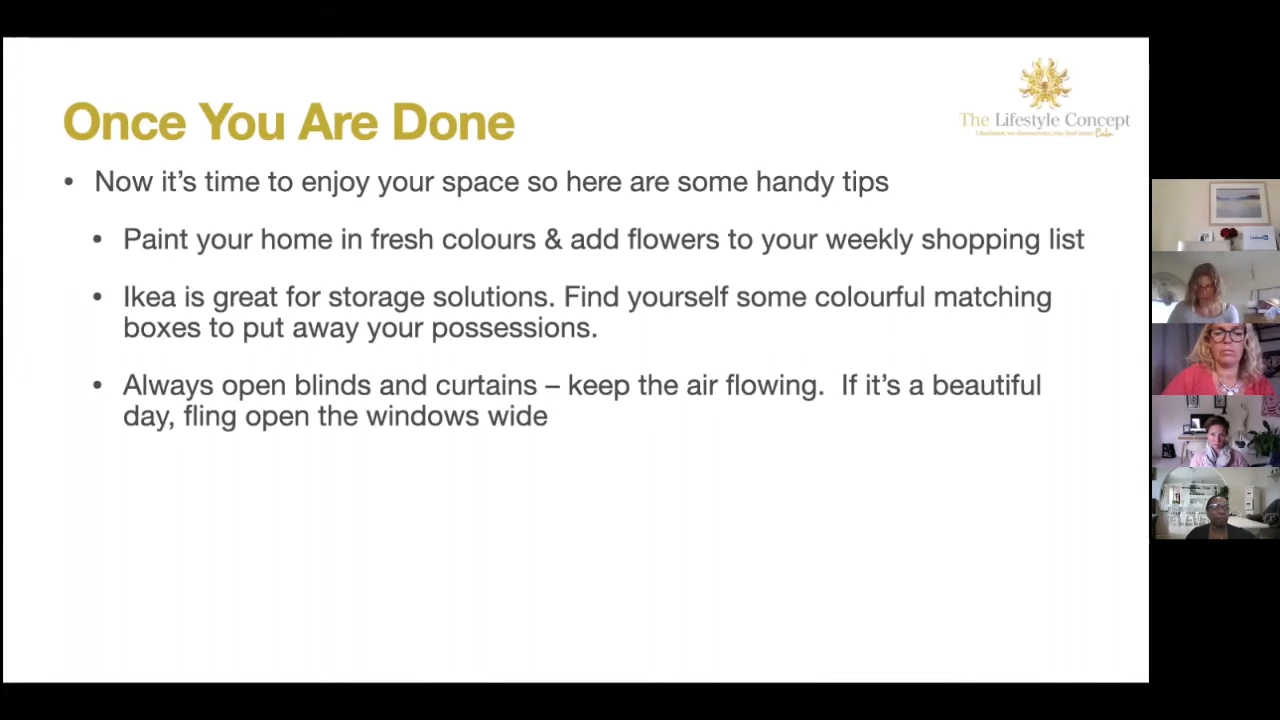 Once You Are Done
The Lifestyle Concept
• Now it’s time to enjoy your space so here are some handy tips
• Paint your home in fresh colours & add flowers to your weekly shopping list
• Ikea is great for storage solutions. Find yourself some colourful matching
boxes to put away your possessions.
• Always open blinds and curtains – keep the air flowing.  If it’s a beautiful
day, fling open the windows wide